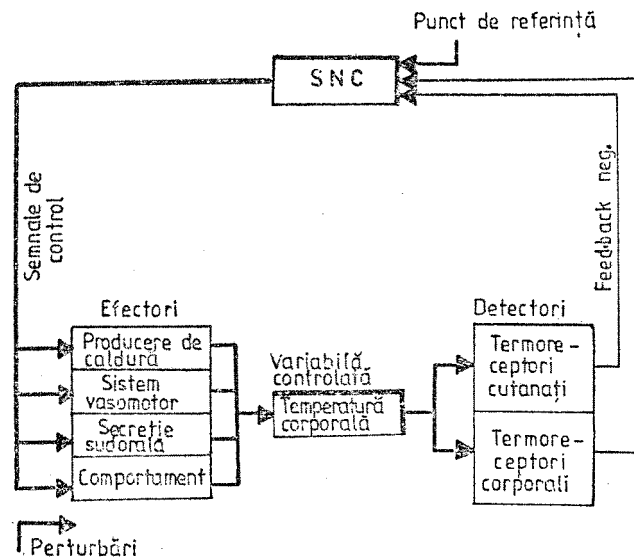 Punct de referință
SNC
Semnale de
control
Feedback neg.
Efectori
Producere de
caldură
Sistem
vasomotor
Secreție
sudorală
Comportament
Variabilă
controlată
Temperatură
corporală
Detectori
Termore-
ceptori
cutanați
Termore-
ceptori
corporali
Perturbări